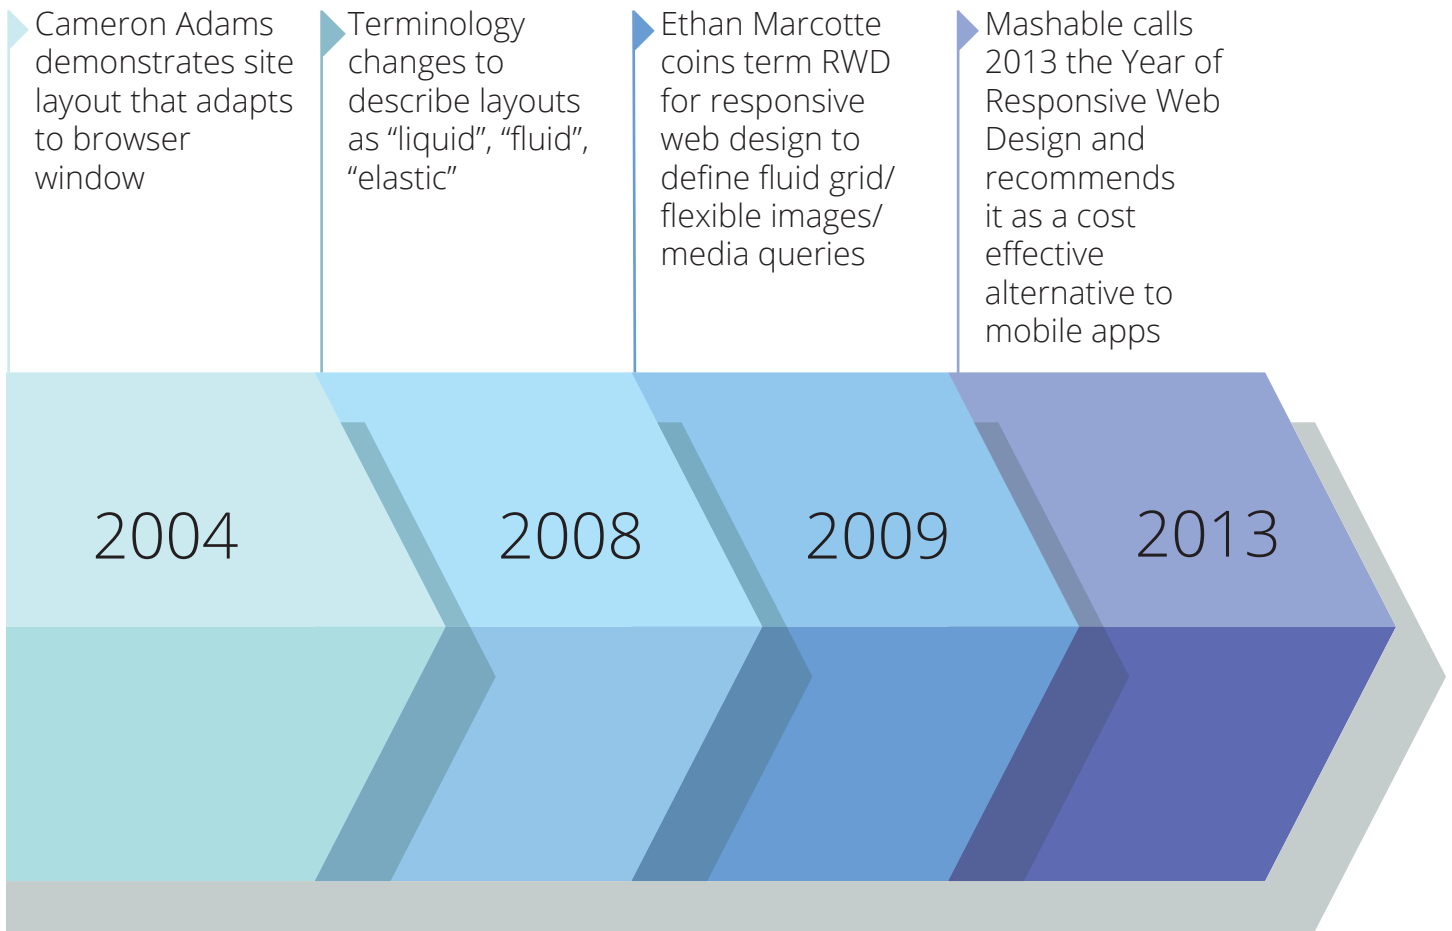 Cameron Adams
demonstrates site
layout that adapts
to browser
window
Terminology
changes to
describe layouts
as “liquid”, “fluid”,
“elastic”
Ethan Marcotte
coins term RWD
for responsive
web design to
define fluid grid/
flexible images/
media queries
Mashable calls
2013 the Year of
Responsive Web
Design and
recommends
it as a cost
effective
alternative to
mobile apps
2004
2008
2009
2013